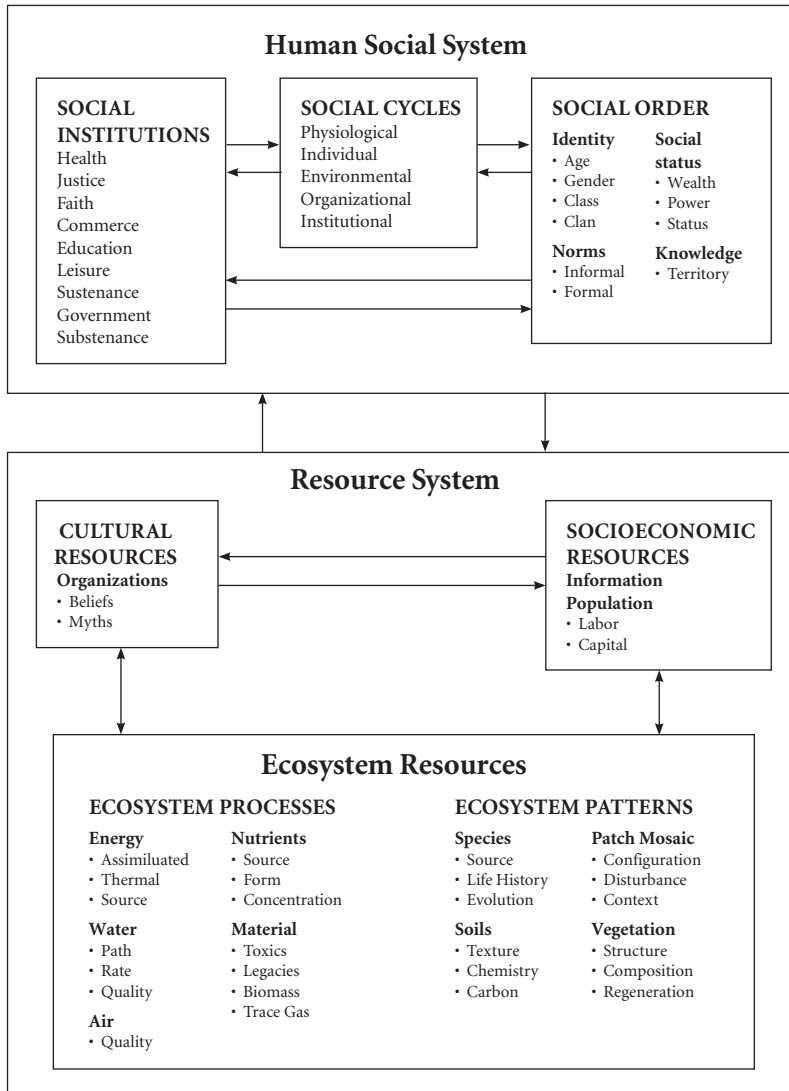 Human Social System
SOCIAL
INSTITUTIONS
Health
Justice
Faith
Commerce
Education
Leisure
Sustenance
Government
Substenance
SOCIAL CYCLES
Physiological
Individual
Environmental
Organizational
Institutional
SOCIAL ORDER
Identity
• Age
• Gender
• Class
• Clan
Norms
• Informal
• Formal
Social
status
• Wealth
• Power
• Status
Knowledge
• Territory
Resource System
CULTURAL
RESOURCES
Organizations
• Beliefs
• Myths
SOCIOECONOMIC
RESOURCES
Information
Population
• Labor
• Capital
Ecosystem Resources
ECOSYSTEM PROCESSES
Energy
• Assimiluated
• Thermal
• Source
Water
• Path
• Rate
• Quality
Air
• Quality
Nutrients
• Source
• Form
• Concentration
Material
• Toxics
• Legacies
• Biomass
• Trace Gas
ECOSYSTEM PATTERNS
Species
• Source
• Life History
• Evolution
Soils
• Texture
• Chemistry
• Carbon
Patch Mosaic
• Configuration
• Disturbance
• Context
Vegetation
• Structure
• Composition
• Regeneration